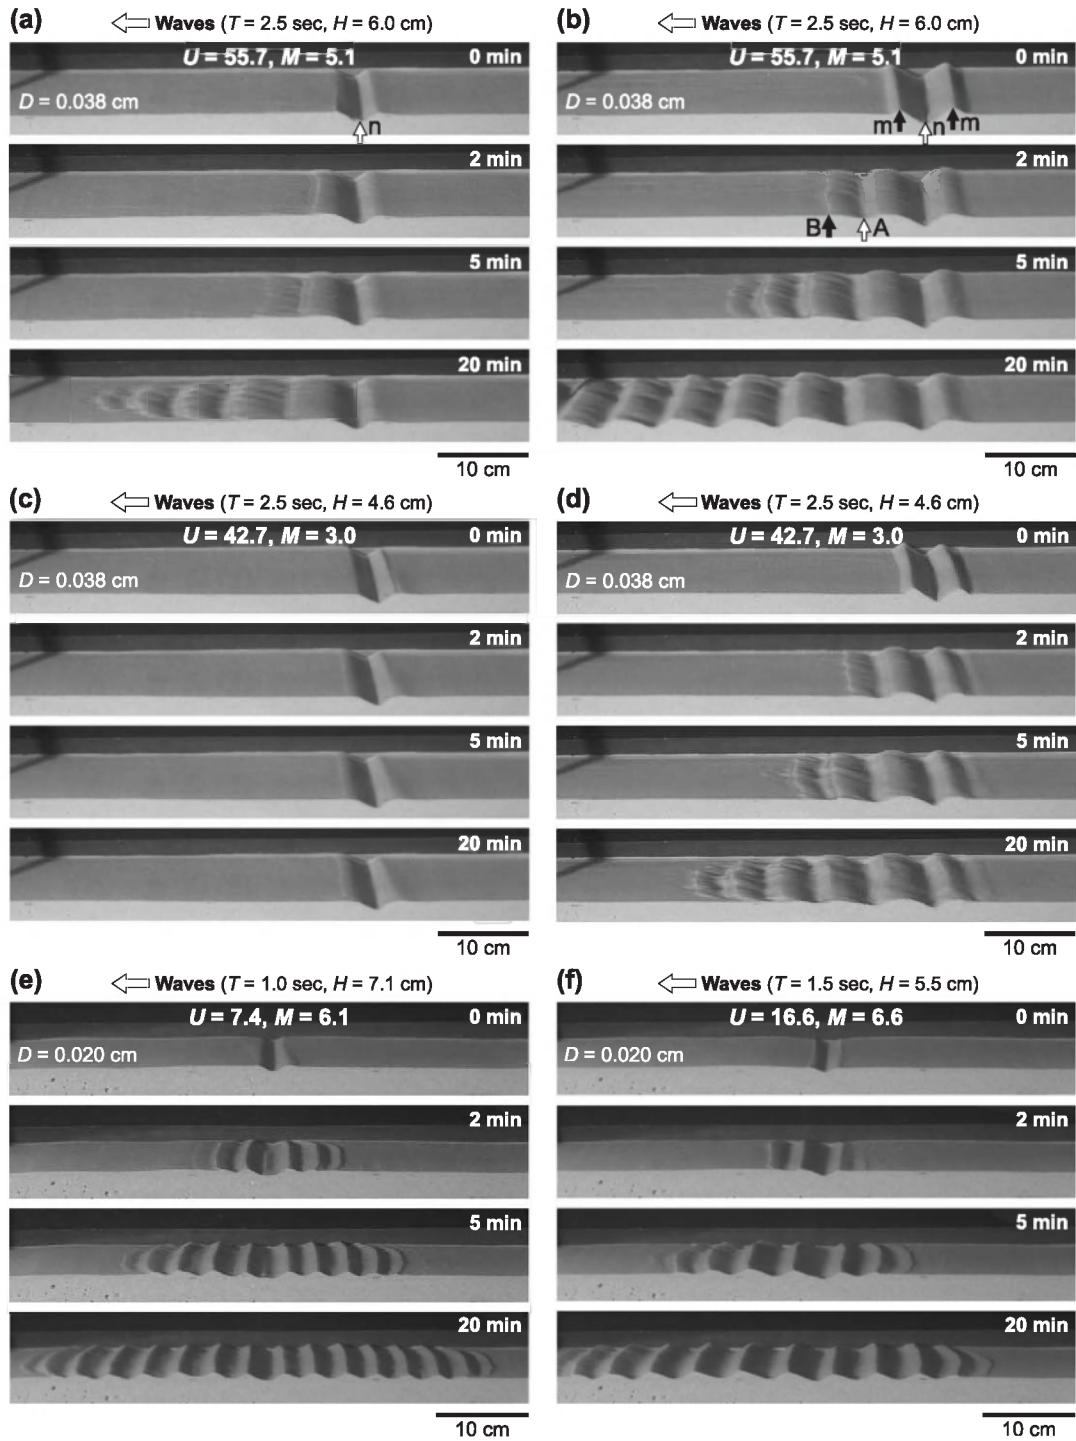 (a)
Waves (T = 2.5 sec, H = 6.0 cm)
U = 55.7, M = 5.1
0 min
D = 0.038 cm
n
2 min
5 min
20 min
10 cm
(b)
Waves (T = 2.5 sec, H = 6.0 cm)
U = 55.7, M = 5.1
0 min
D = 0.038 cm
m n m
2 min
B A
5 min
20 min
10 cm
(c)
Waves (T = 2.5 sec, H = 4.6 cm)
U = 42.7, M = 3.0
0 min
D = 0.038 cm
2 min
5 min
20 min
10 cm
(d)
Waves (T = 2.5 sec, H = 4.6 cm)
U = 42.7, M = 3.0
0 min
D = 0.038 cm
2 min
5 min
20 min
10 cm
(e)
Waves (T = 1.0 sec, H = 7.1 cm)
U = 7.4, M = 6.1
0 min
D = 0.020 cm
2 min
5 min
20 min
10 cm
(f)
Waves (T = 1.5 sec, H = 5.5 cm)
U = 16.6, M = 6.6
0 min
D = 0.020 cm
2 min
5 min
20 min
10 cm